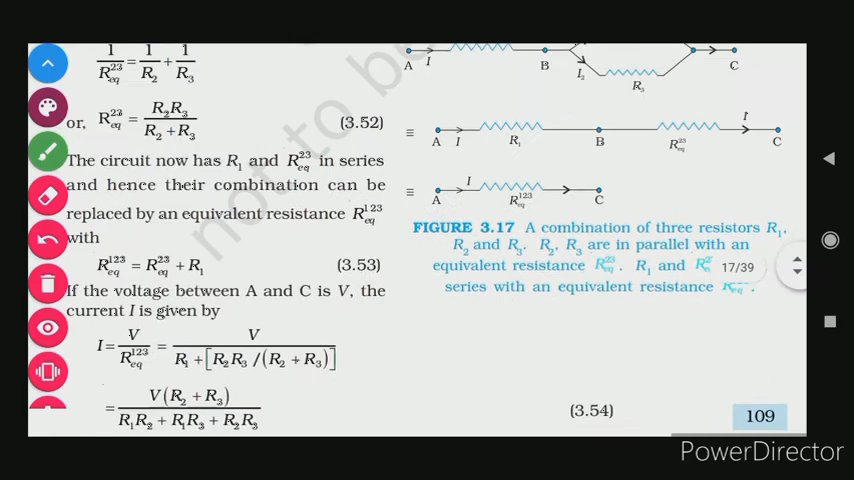 1/R_eq^23 = 1/R_2 + 1/R_3
or, R_eq^23 = R_2R_3 / R_2 + R_3 (3.52)
The circuit now has R_1 and R_eq^23 in series
and hence their combination can be
replaced by an equivalent resistance R_eq^123
with
R_eq^123 = R_eq^23 + R_1 (3.53)
If the voltage between A and C is V, the
current I is given by
I = V/R_eq^123 = V / R_1 + [R_2R_3/(R_2 + R_3)]
= V(R_2 + R_3) / R_1R_2 + R_1R_3 + R_2R_3 (3.54)
A I B I_2 R_3 C
≡ A I R_1 B R_eq^23 I C
≡ A I R_eq^123 C
FIGURE 3.17 A combination of three resistors R_1,
R_2 and R_3. R_2, R_3 are in parallel with an
equivalent resistance R_eq^23. R_1 and
series with an equivalent resistance
17/39
not to be
109
PowerDirector